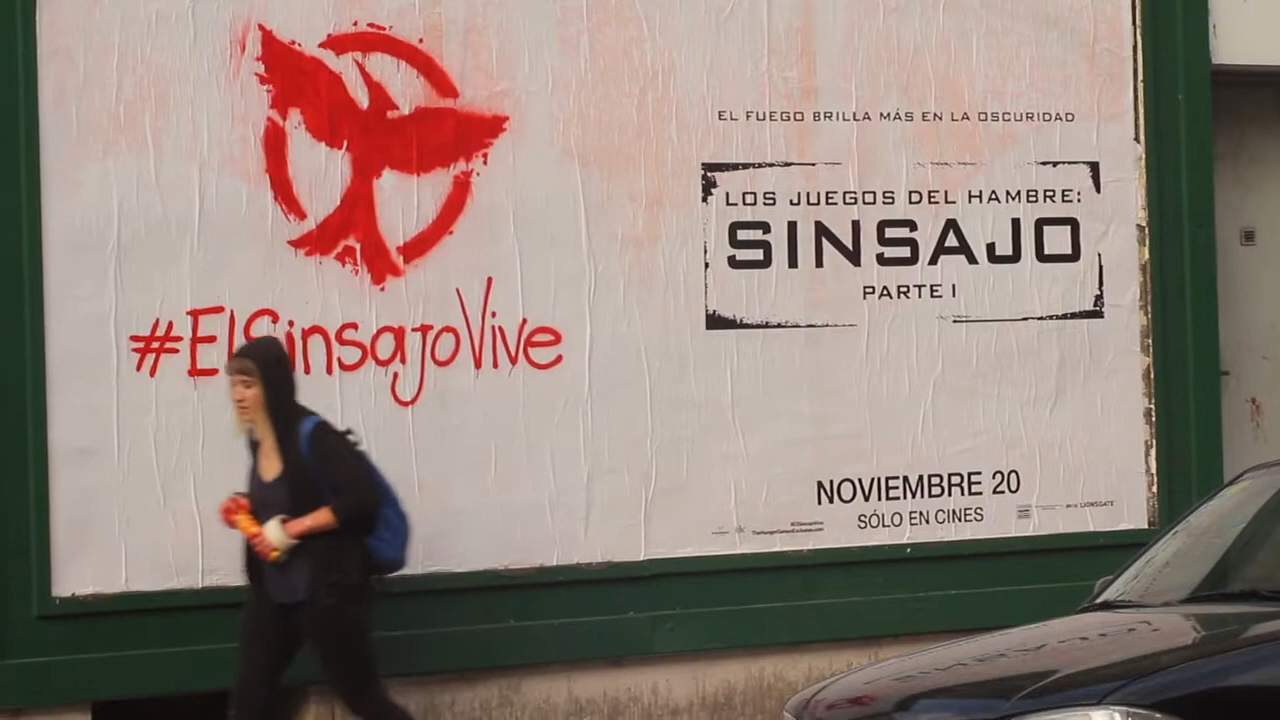 #ElSinsajoVive
EL FUEGO BRILLA MÁS EN LA OSCURIDAD
LOS JUEGOS DEL HAMBRE:
SINSAJO
PARTE I
NOVIEMBRE 20
SÓLO EN CINES
LIONSGATE